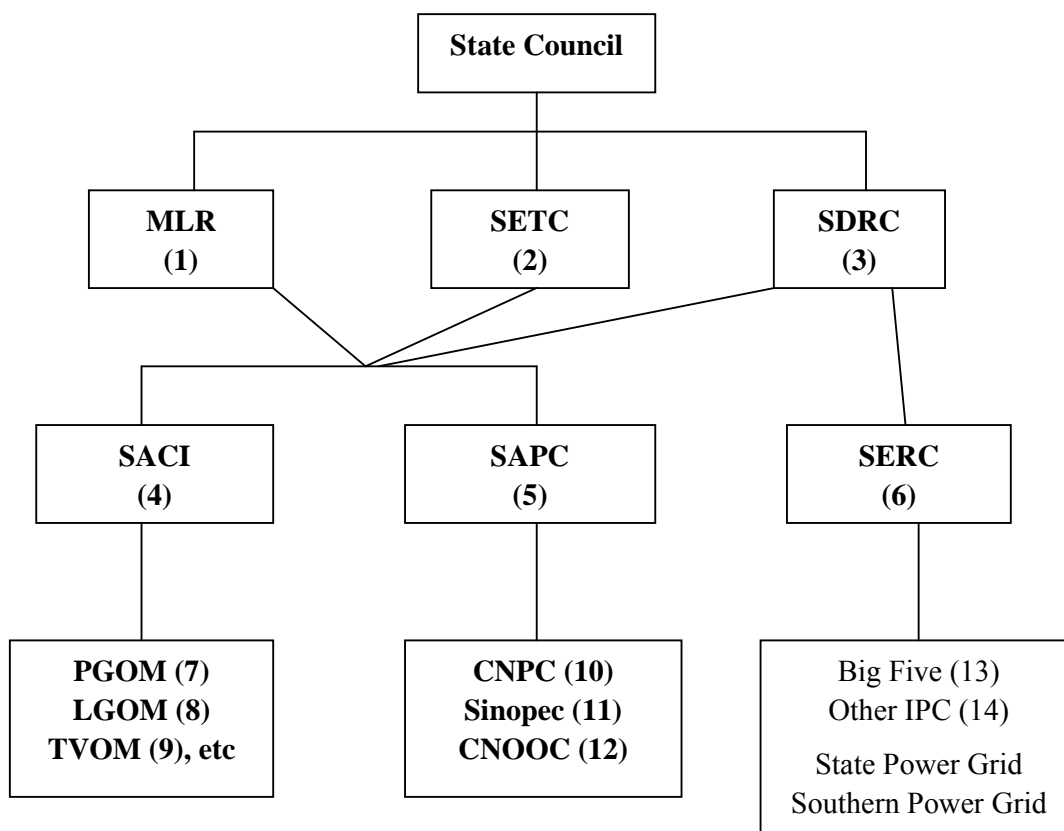 State Council
MLR
(1)
SETC
(2)
SDRC
(3)
SACI
(4)
SAPC
(5)
SERC
(6)
PGOM (7)
LGOM (8)
TVOM (9), etc
CNPC (10)
Sinopec (11)
CNOOC (12)
Big Five (13)
Other IPC (14)
State Power Grid
Southern Power Grid